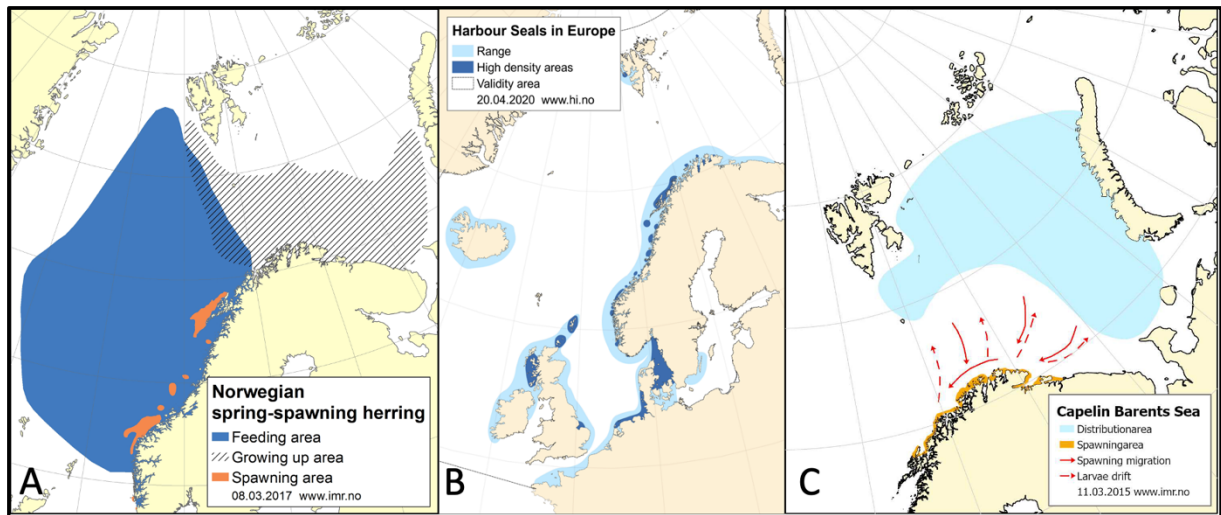 Norwegian
spring-spawning herring
Feeding area
Growing up area
Spawning area
08.03.2017 www.imr.no
A
Harbour Seals in Europe
Range
High density areas
Validity area
20.04.2020 www.hi.no
B
Capelin Barents Sea
Distributionarea
Spawningarea
Spawning migration
Larvae drift
11.03.2015 www.imr.no
C